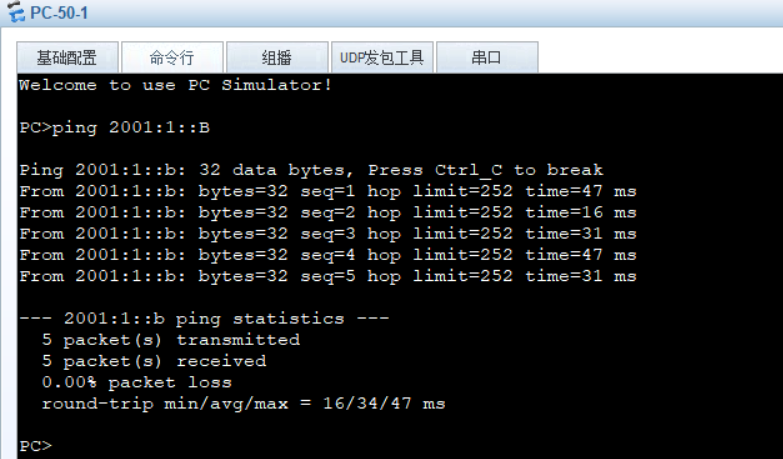 PC-50-1
基础配置 命令行 组播 UDP发包工具 串口
Welcome to use PC Simulator!
PC>ping 2001:1::B
Ping 2001:1::b: 32 data bytes, Press Ctrl_C to break
From 2001:1::b: bytes=32 seq=1 hop limit=252 time=47 ms
From 2001:1::b: bytes=32 seq=2 hop limit=252 time=16 ms
From 2001:1::b: bytes=32 seq=3 hop limit=252 time=31 ms
From 2001:1::b: bytes=32 seq=4 hop limit=252 time=47 ms
From 2001:1::b: bytes=32 seq=5 hop limit=252 time=31 ms
--- 2001:1::b ping statistics ---
5 packet(s) transmitted
5 packet(s) received
0.00% packet loss
round-trip min/avg/max = 16/34/47 ms
PC>